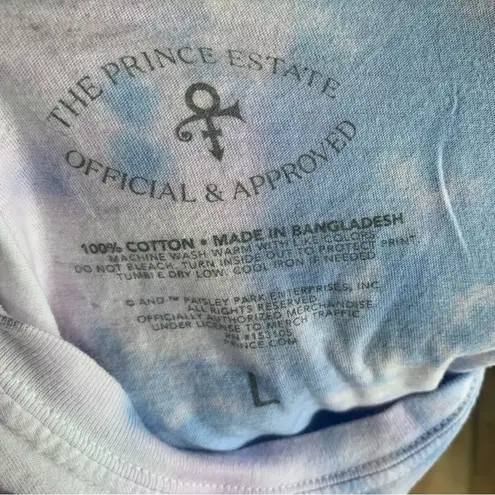 THE PRINCE ESTATE
OFFICIAL & APPROVED
100% COTTON • MADE IN BANGLADESH
MACHINE WASH WARM WITH LIKE COLORS
DO NOT BLEACH. TURN INSIDE OUT TO PROTECT PRINT
TUMBLE DRY LOW. COOL IRON IF NEEDED
© AND ™ PAISLEY PARK ENTERPRISES, INC.
ALL RIGHTS RESERVED.
OFFICIALLY AUTHORIZED MERCHANDISE.
UNDER LICENSE TO MERCH TRAFFIC
PRINCE.COM
L